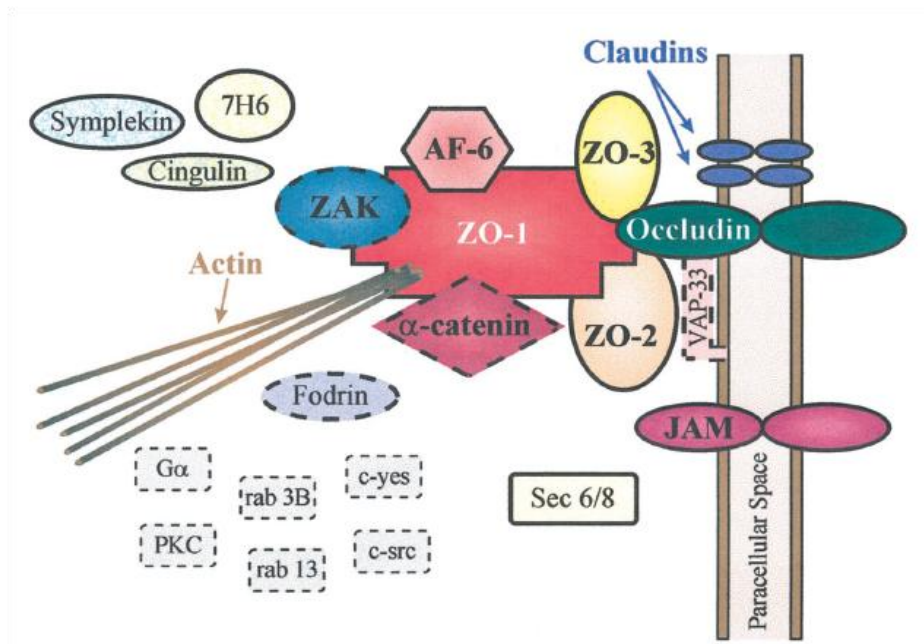 Claudins
7H6
Symplekin
AF-6
ZO-3
Cingulin
ZAK
ZO-1
Occludin
Actin
VAP-33
α-catenin
ZO-2
Fodrin
JAM
Gα
c-yes
rab 3B
Sec 6/8
PKC
c-src
rab 13
Paracellular Space